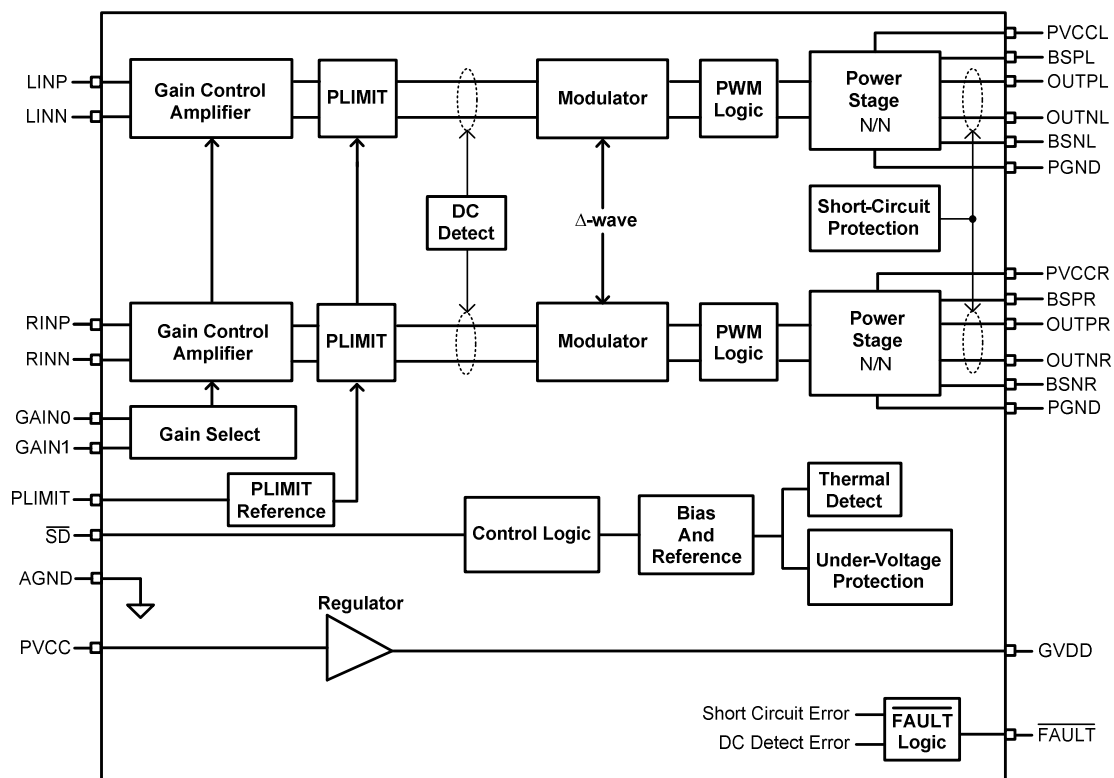 PVCCL
LINP
Gain Control
Amplifier
PLIMIT
Modulator
PWM
Logic
Power
Stage
N/N
BSPL
OUTPL
LINN
OUTNL
BSNL
PGND
DC
Detect
Δ-wave
Short-Circuit
Protection
PVCCR
RINP
Gain Control
Amplifier
PLIMIT
Modulator
PWM
Logic
Power
Stage
N/N
BSPR
OUTPR
RINN
OUTNR
BSNR
PGND
GAIN0
GAIN1
Gain Select
PLIMIT
PLIMIT
Reference
SD
Control Logic
Bias
And
Reference
Thermal
Detect
Under-Voltage
Protection
AGND
Regulator
PVCC
GVDD
Short Circuit Error
DC Detect Error
FAULT
Logic
FAULT